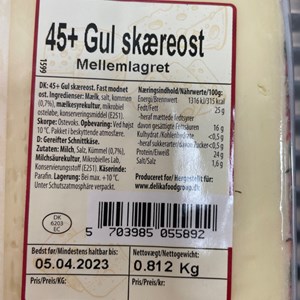 45+ Gul skæreost
Mellemlagret
1599
DK: 45+ Gul skæreost. Fast modnet
ost. Ingredienser: Mælk, salt, kommen
(0,7%), mælkesyrekultur, mikrobiel
osteløbe, konserveringsmiddel (E251).
Skorpe: Ostevoks. Opbevaring: Ved højst
10 °C. Pakket i beskyttende atmosfære.
D: Gereifter Schnittkäse.
Zutaten: Milch, Salz, Kümmel (0,7%),
Milchsäurekultur, Mikrobielles Lab,
Konservierungsstoff (E251). Käserinde:
Parafin. Lagerung: Bei max. +10 °C.
Unter Schutzatmosphäre verpackt.
Næringsindhold/Nährwerte/100g:
Energi/Brennwert 1316 kJ/315 kcal
Fedt/Fett 25 g
-heraf mættede fedtsyrer
davon gesättigte Fettsäuren 16 g
Kulhydrat/Kohlenhydrate <0,5 g
-heraf sukkerarter/davon Zucker <0,5 g
Protein/Eiweiß 24 g
Salt/Salz 1,6 g
Produceret for/Hergestellt für:
www.delikafoodgroup.dk
DK
6203
EC
5 703985 055892
Bedst før/Mindestens haltbar bis:
05.04.2023
Nettovægt/Nettogewicht:
0.812 Kg
Pris/Preis/KG:
Pris/Preis: